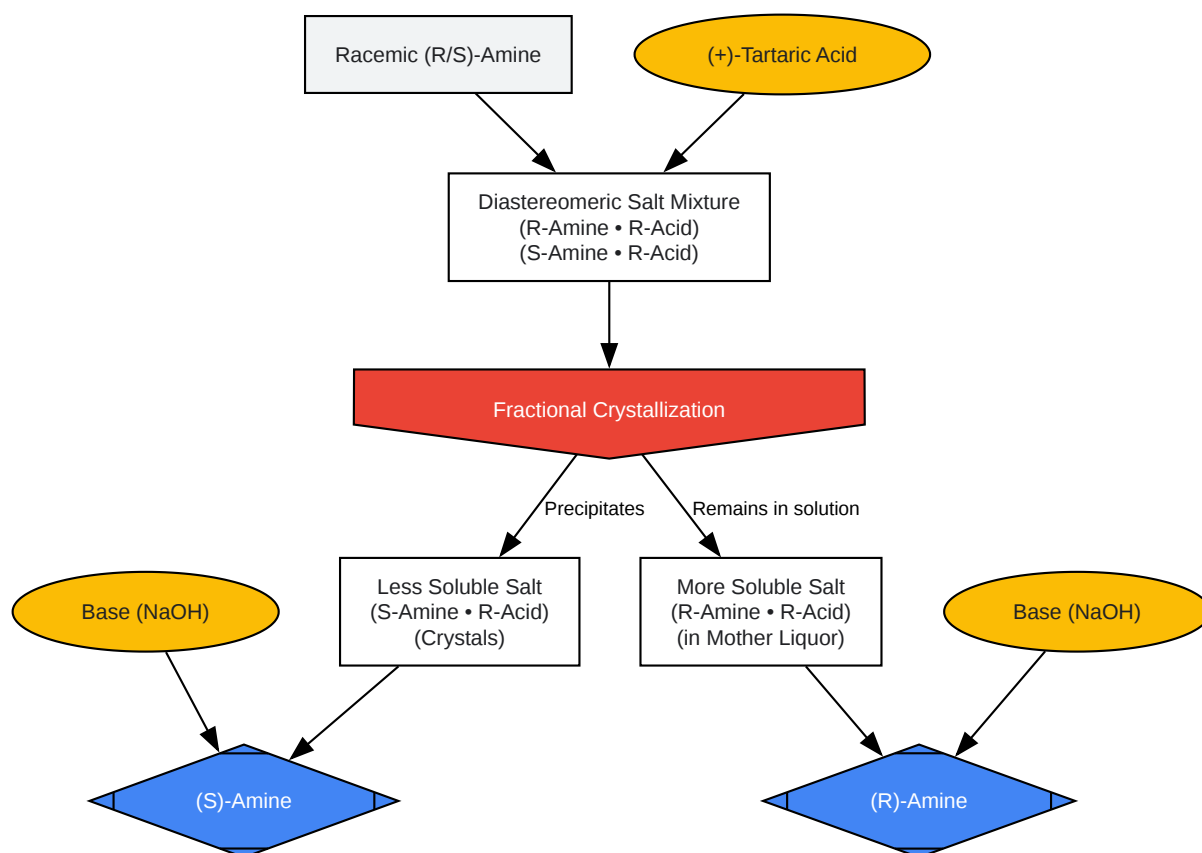 Racemic (R/S)-Amine
(+)-Tartaric Acid
Diastereomeric Salt Mixture
(R-Amine • R-Acid)
(S-Amine • R-Acid)
Fractional Crystallization
Precipitates
Remains in solution
Base (NaOH)
Less Soluble Salt
(S-Amine • R-Acid)
(Crystals)
More Soluble Salt
(R-Amine • R-Acid)
(in Mother Liquor)
Base (NaOH)
(S)-Amine
(R)-Amine